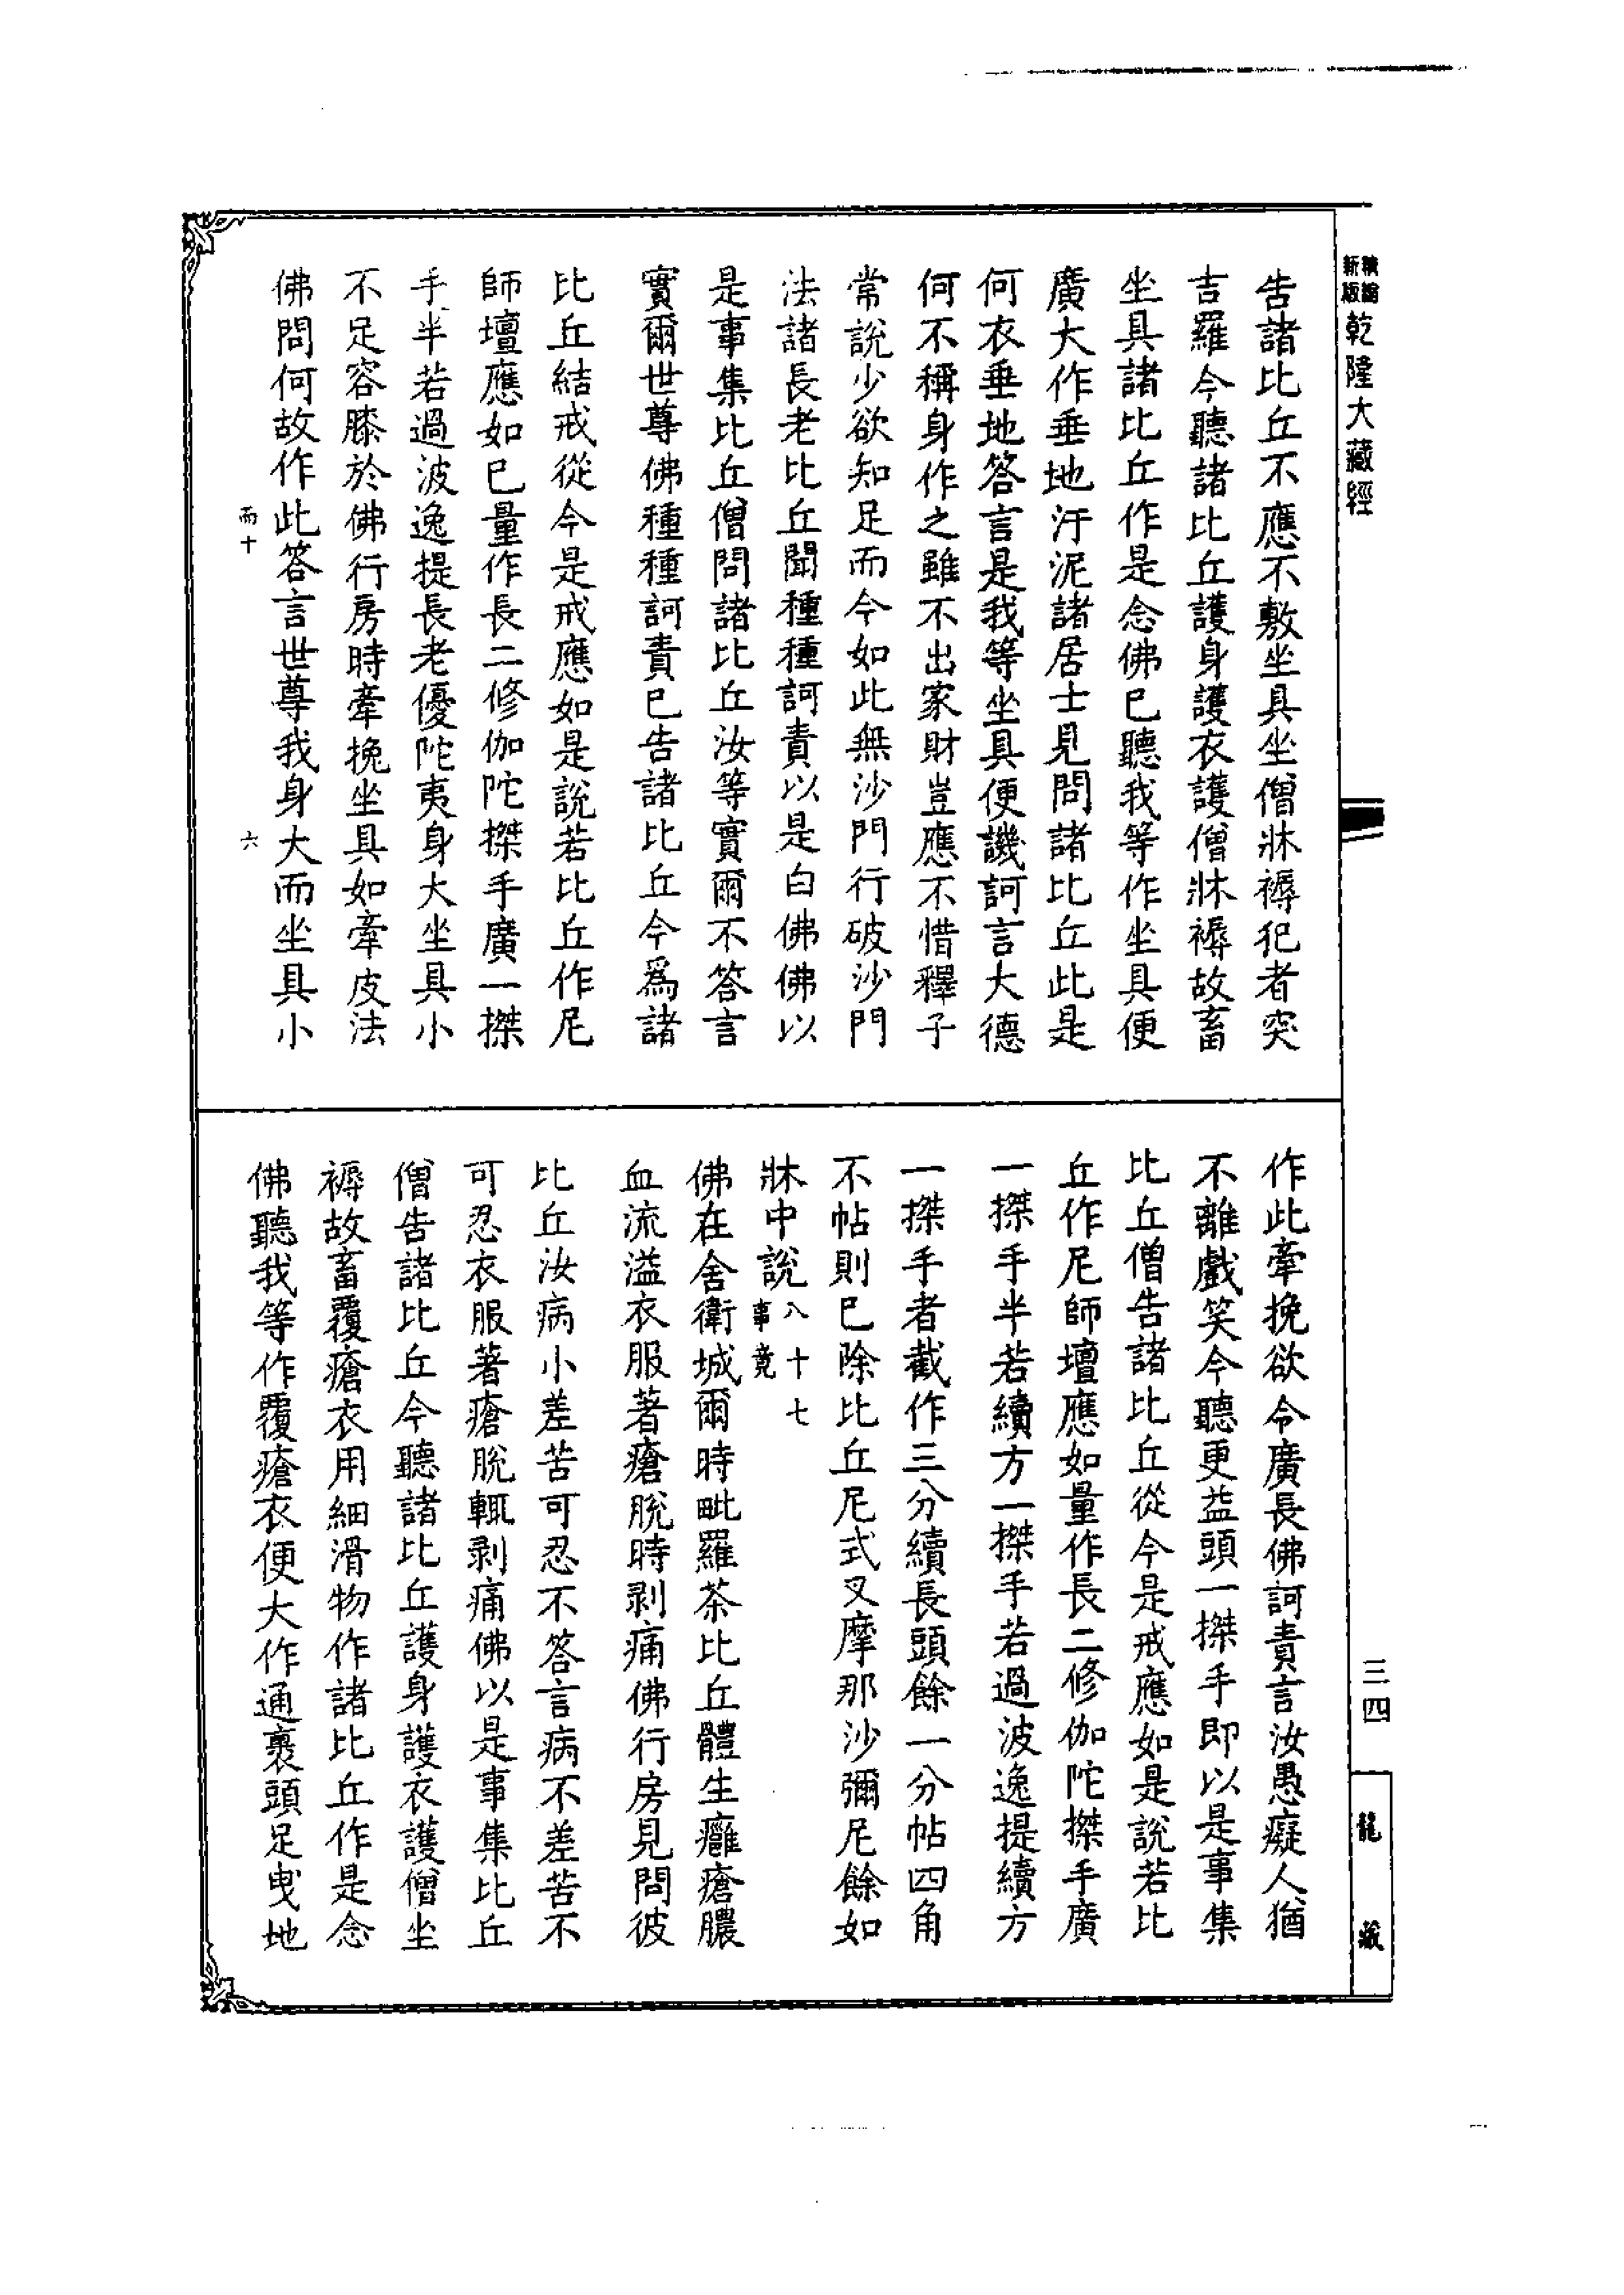 新版精縮乾隆大藏經
告諸比丘不應不敷坐具坐僧牀褥犯者突
吉羅今聽諸比丘護身護衣護僧牀褥故畜
坐具諸比丘作是念佛已聽我等作坐具便
廣大作垂地汙泥諸居士見問諸比丘此是
何衣垂地答言是我等坐具便譏訶言大德
何不稱身作之雖不出家財豈應不惜釋子
常說少欲知足而今如此無沙門行破沙門
法諸長老比丘聞種種訶責以是白佛佛以
是事集比丘僧問諸比丘汝等實爾不答言
實爾世尊佛種種訶責已告諸比丘今爲諸
比丘結戒從今是戒應如是說若比丘作尼
師壇應如已量作長二修伽陀搩手廣一搩
手半若過波逸提長老優陀夷身大坐具小
不足容膝於佛行房時牽挽坐具如牽皮法
佛問何故作此答言世尊我身大而坐具小
而十 六
作此牽挽欲令廣長佛訶責言汝愚癡人猶
不離戲笑今聽更益頭一搩手即以是事集
比丘僧告諸比丘從今是戒應如是說若比
丘作尼師壇應如量作長二修伽陀搩手廣
一搩手半若續方一搩手若過波逸提續方
一搩手者截作三分續長頭餘一分帖四角
不帖則已除比丘尼式叉摩那沙彌尼餘如
牀中說八十七事竟
佛在舍衛城爾時毗羅茶比丘體生癰瘡膿
血流溢衣服著瘡脫時剥痛佛行房見問彼
比丘汝病小差苦可忍不答言病不差苦不
可忍衣服著瘡脫輒剥痛佛以是事集比丘
僧告諸比丘今聽諸比丘護身護衣護僧坐
褥故畜覆瘡衣用細滑物作諸比丘作是念
佛聽我等作覆瘡衣便大作通裹頭足曳地
三四
龍藏